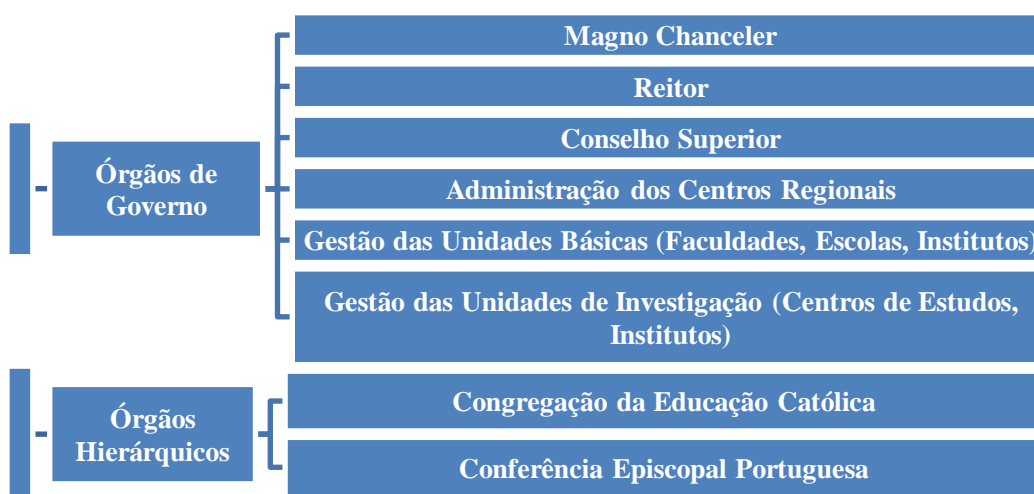 Magno Chanceler
Reitor
Conselho Superior
Órgãos de
Governo
Administração dos Centros Regionais
Gestão das Unidades Básicas (Faculdades, Escolas, Institutos)
Gestão das Unidades de Investigação (Centros de Estudos,
Institutos)
Órgãos
Hierárquicos
Congregação da Educação Católica
Conferência Episcopal Portuguesa